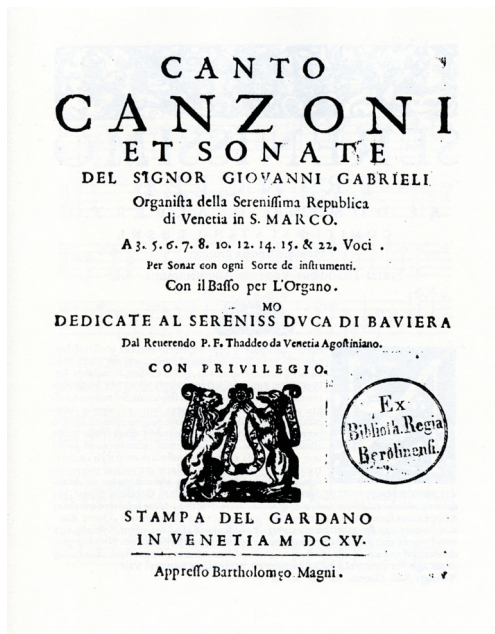 CANTO
CANZONI
ET SONATE
DEL SIGNOR GIOVANNI GABRIELI
Organiſta della Sereniſſima Republica
di Venetia in S. MARCO.
A 3. 5. 6. 7. 8. 10. 12. 14. 15. & 22. Voci .
Per Sonar con ogni Sorte de inſtrumenti.
Con il Baſſo per L'Organo.
MO
DEDICATE AL SERENISS DVCA DI BAVIERA
Dal Reuerendo P. F. Thaddeo da Venetia Agoſtiniano.
CON PRIVILEGIO.
Ex
Biblioth. Regia
Berolinenſi.
STAMPA DEL GARDANO
IN VENETIA M DC XV.
Appreſſo Bartholomęo Magni .